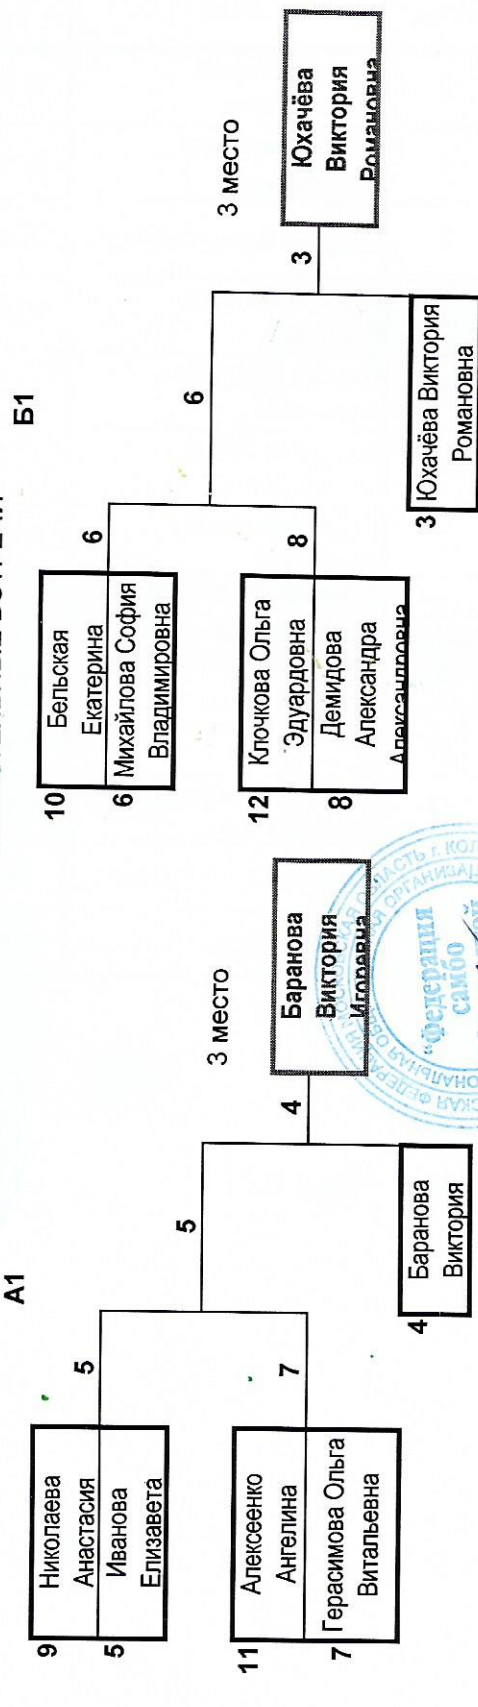 А1
9
Николаева
Анастасия
5
Иванова
Елизавета
5
11
Алексеенко
Ангелина
7
Герасимова Ольга
Витальевна
7
5
4
Баранова
Виктория
4
3 место
Баранова
Виктория
Игоревна
Б1
10
Бельская
Екатерина
6
Михайлова София
Владимировна
6
12
Клочкова Ольга
Эдуардовна
8
Демидова
Александра
Александровна
8
6
3
Юхачёва Виктория
Романовна
3
3 место
Юхачёва
Виктория
Романовна
"Федерация
самбо